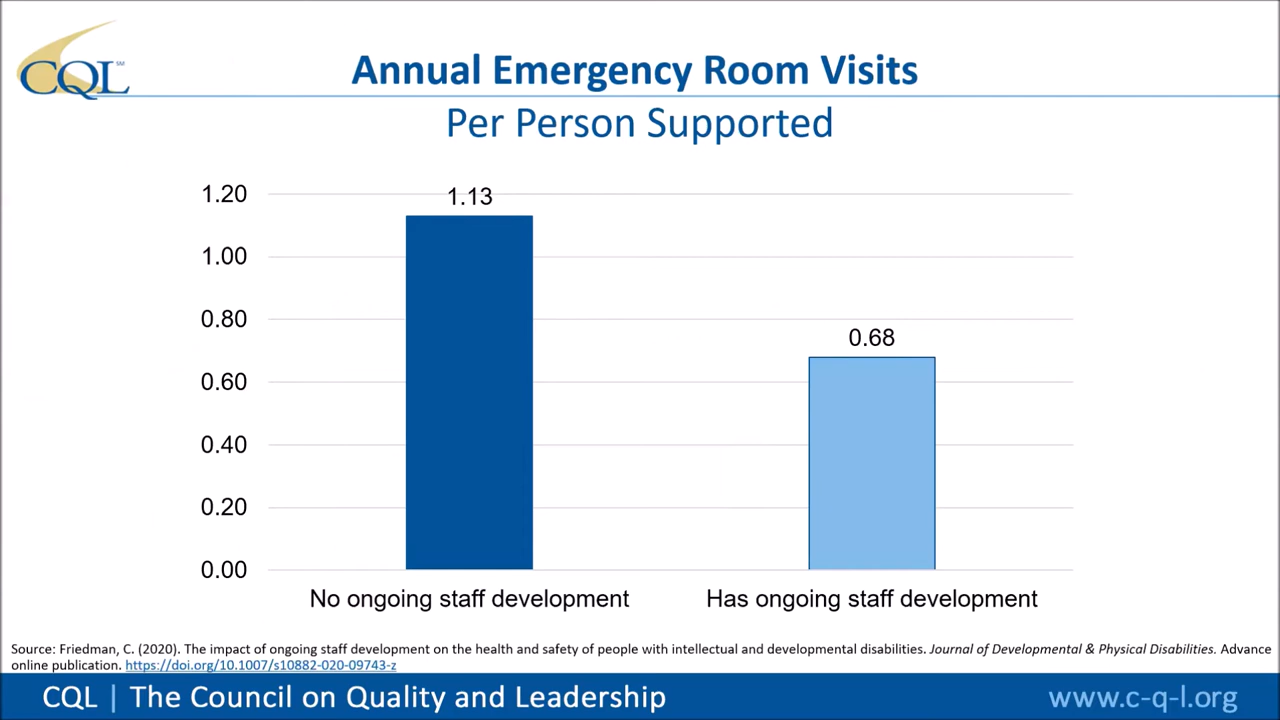 CQL℠
Annual Emergency Room Visits
Per Person Supported
1.20
1.00
0.80
0.60
0.40
0.20
0.00
1.13
0.68
No ongoing staff development
Has ongoing staff development
Source: Friedman, C. (2020). The impact of ongoing staff development on the health and safety of people with intellectual and developmental disabilities. Journal of Developmental & Physical Disabilities. Advance
online publication. https://doi.org/10.1007/s10882-020-09743-z
CQL | The Council on Quality and Leadership
www.c-q-l.org